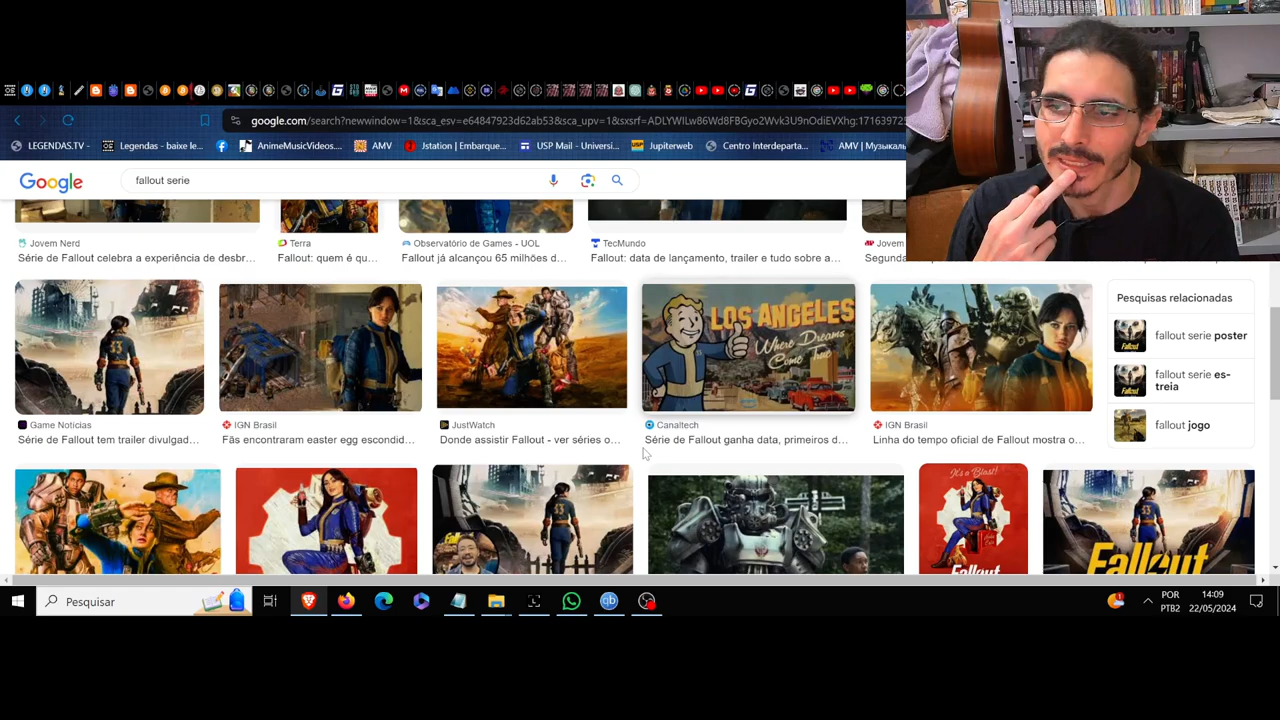 google.com/search?newwindow=1&sca_esv=e64847923d62ab53&sca_upv=1&sxsrf=ADLYWILw86Wd8FBGyo2Wvk3U9nOdiEVXhg:17163972
LEGENDAS.TV -
Legendas - baixe le...
AnimeMusicVideos....
AMV
Jstation | Embarque...
USP Mail - Universi...
Jupiterweb
Centro Interdeparta...
Google
fallout serie
Jovem Nerd
Terra
Observatório de Games - UOL
TecMundo
Jovem
Série de Fallout celebra a experiência de desbr...
Fallout: quem é qu...
Fallout já alcançou 65 milhões d...
Fallout: data de lançamento, trailer e tudo sobre a...
Segunda
33
LOS ANGELES
Where Dreams
Come True
Pesquisas relacionadas
fallout serie poster
fallout serie es-
treia
fallout jogo
Game Notícias
IGN Brasil
JustWatch
Canaltech
IGN Brasil
Série de Fallout tem trailer divulgad...
Fãs encontraram easter egg escondid...
Donde assistir Fallout - ver séries o...
Série de Fallout ganha data, primeiros d...
Linha do tempo oficial de Fallout mostra o...
It's a Blast!
33
33
Fallout
Fallout
Pesquisar
POR
PTB2
14:09
22/05/2024